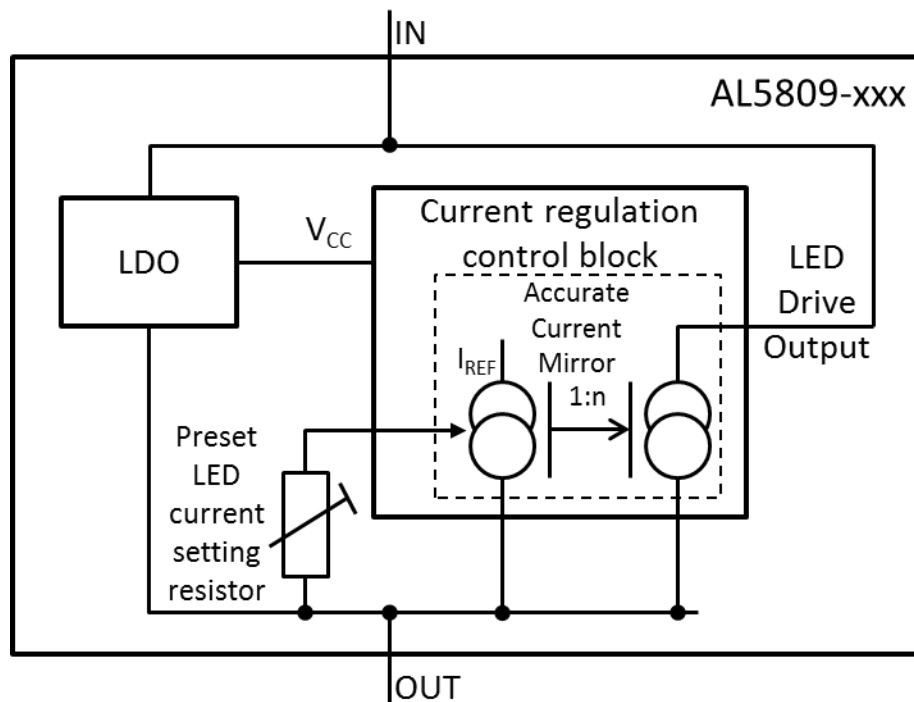 IN
AL5809-xxx
LDO
VCC
Current regulation
control block
Accurate
Current
Mirror
1:n
IREF
LED
Drive
Output
Preset
LED
current
setting
resistor
OUT